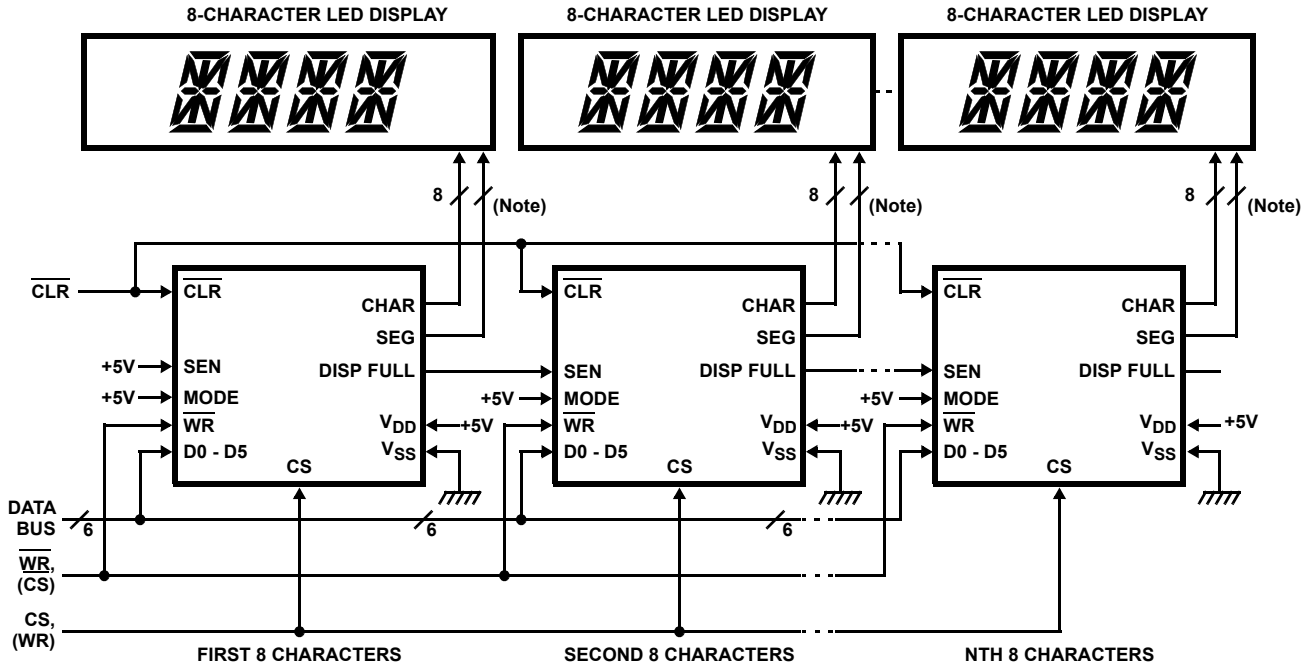 8-CHARACTER LED DISPLAY 8-CHARACTER LED DISPLAY 8-CHARACTER LED DISPLAY
8 (Note) 8 (Note) 8 (Note)
CLR CLR CLR CLR
CHAR CHAR CHAR
SEG SEG SEG
+5V SEN DISP FULL SEN DISP FULL SEN DISP FULL
+5V MODE +5V MODE +5V MODE
WR VDD +5V WR VDD +5V WR VDD +5V
D0 - D5 VSS D0 - D5 VSS D0 - D5 VSS
CS CS CS
DATA
BUS 6 6 6
WR,
(CS)
CS,
(WR)
FIRST 8 CHARACTERS SECOND 8 CHARACTERS NTH 8 CHARACTERS